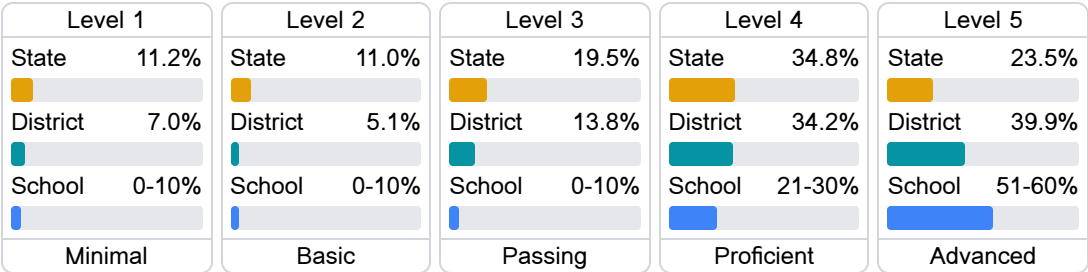 Level 1
State 11.2%
District 7.0%
School 0-10%
Minimal
Level 2
State 11.0%
District 5.1%
School 0-10%
Basic
Level 3
State 19.5%
District 13.8%
School 0-10%
Passing
Level 4
State 34.8%
District 34.2%
School 21-30%
Proficient
Level 5
State 23.5%
District 39.9%
School 51-60%
Advanced